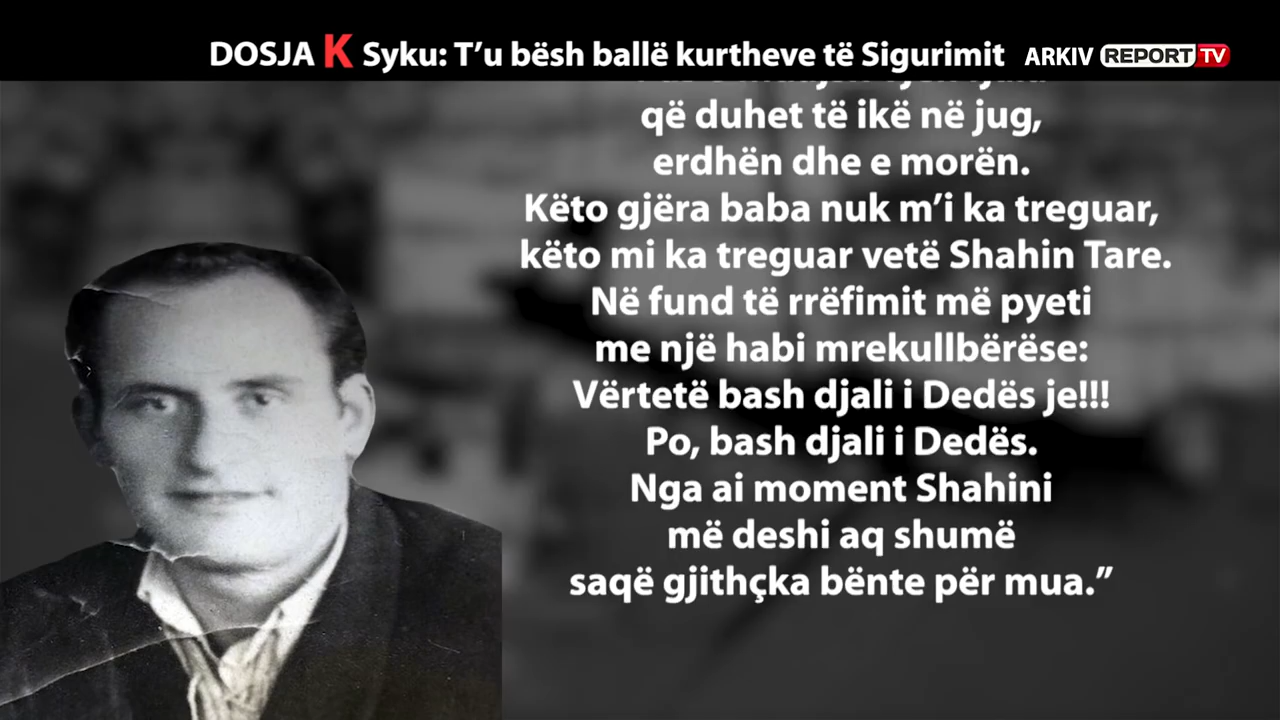 DOSJA K Syku: T’u bësh ballë kurtheve të Sigurimit ARKIV REPORT TV
që duhet të ikë në jug,
erdhën dhe e morën.
Këto gjëra baba nuk m’i ka treguar,
këto mi ka treguar vetë Shahin Tare.
Në fund të rrëfimit më pyeti
me një habi mrekullbërëse:
Vërtetë bash djali i Dedës je!!!
Po, bash djali i Dedës.
Nga ai moment Shahini
më deshi aq shumë
saqë gjithçka bënte për mua.”